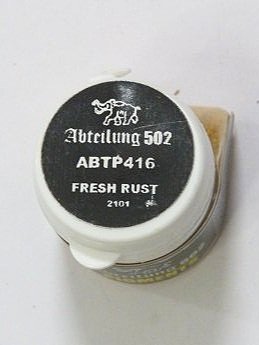 Abteilung 502
ABTP416
FRESH RUST
2101